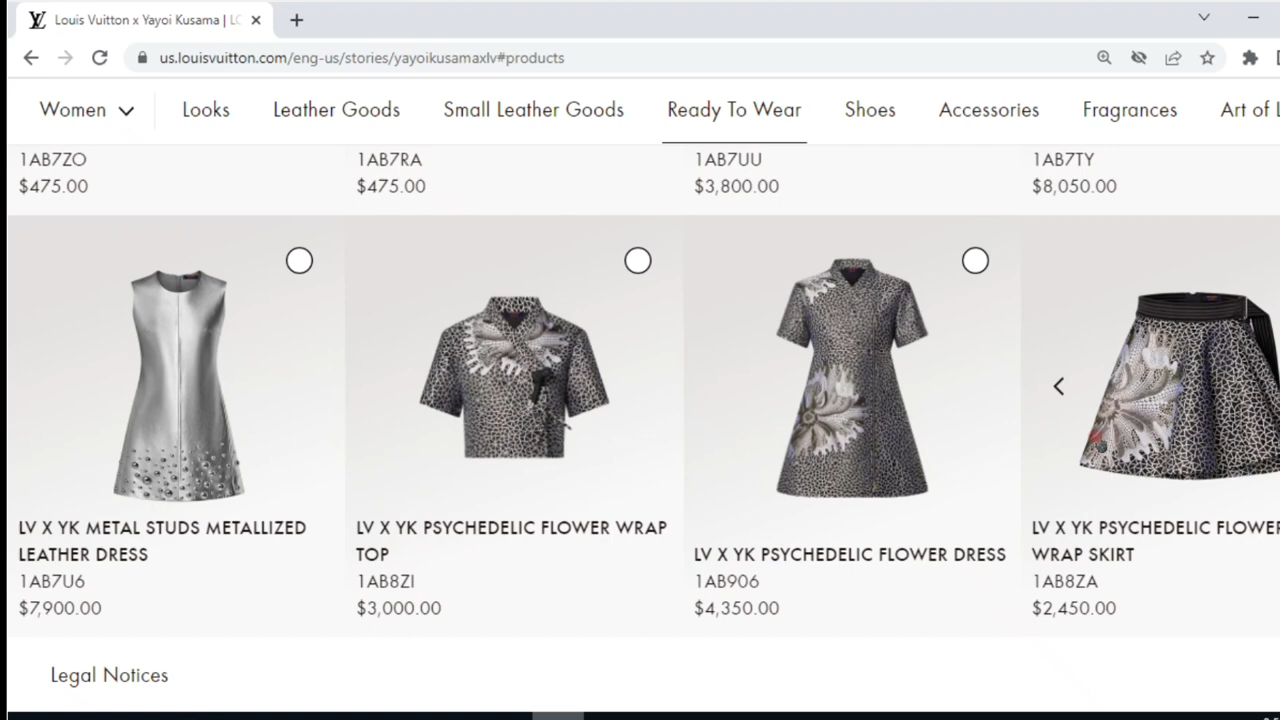 Louis Vuitton x Yayoi Kusama | LO
us.louisvuitton.com/eng-us/stories/yayoikusamaxlv#products
Women Looks Leather Goods Small Leather Goods Ready To Wear Shoes Accessories Fragrances Art of L
1AB7ZO 1AB7RA 1AB7UU 1AB7TY
$475.00 $475.00 $3,800.00 $8,050.00
LV X YK METAL STUDS METALLIZED
LEATHER DRESS
1AB7U6
$7,900.00
LV X YK PSYCHEDELIC FLOWER WRAP
TOP
1AB8ZI
$3,000.00
LV X YK PSYCHEDELIC FLOWER DRESS
1AB906
$4,350.00
LV X YK PSYCHEDELIC FLOWER
WRAP SKIRT
1AB8ZA
$2,450.00
Legal Notices